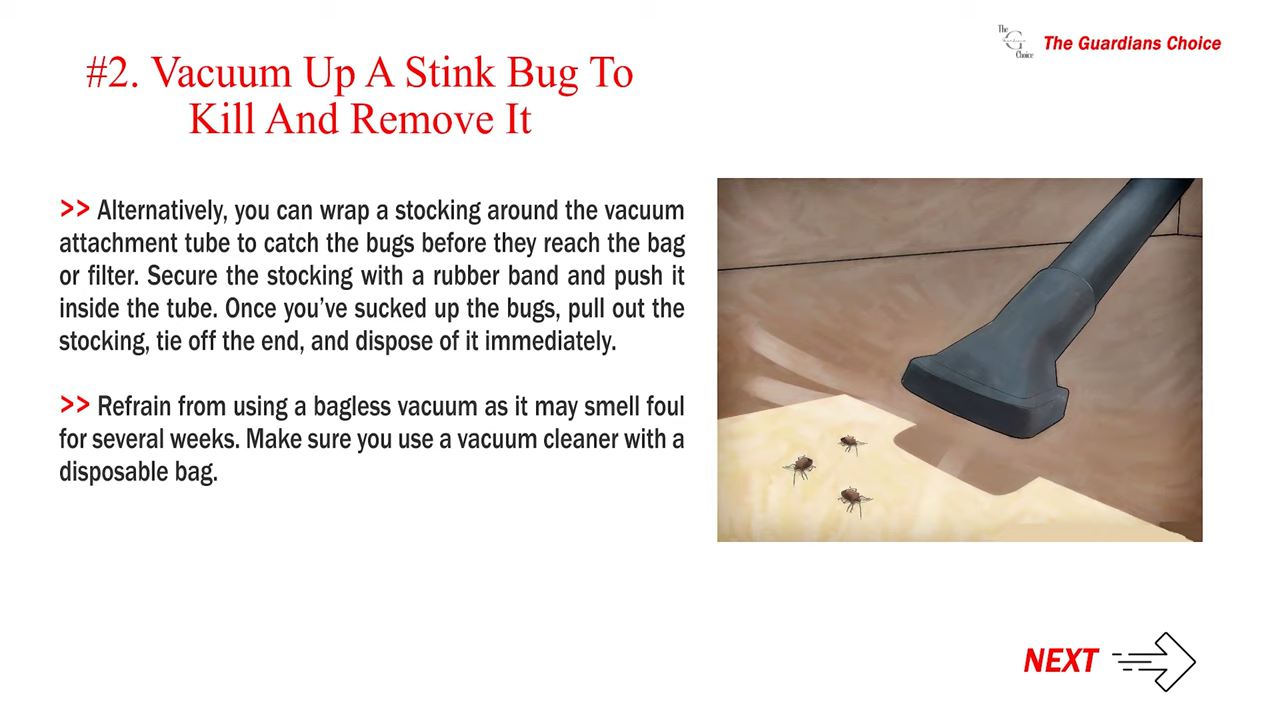 The
G
Choice
The Guardians Choice
#2. Vacuum Up A Stink Bug To
Kill And Remove It
>> Alternatively, you can wrap a stocking around the vacuum
attachment tube to catch the bugs before they reach the bag
or filter. Secure the stocking with a rubber band and push it
inside the tube. Once you’ve sucked up the bugs, pull out the
stocking, tie off the end, and dispose of it immediately.
>> Refrain from using a bagless vacuum as it may smell foul
for several weeks. Make sure you use a vacuum cleaner with a
disposable bag.
NEXT